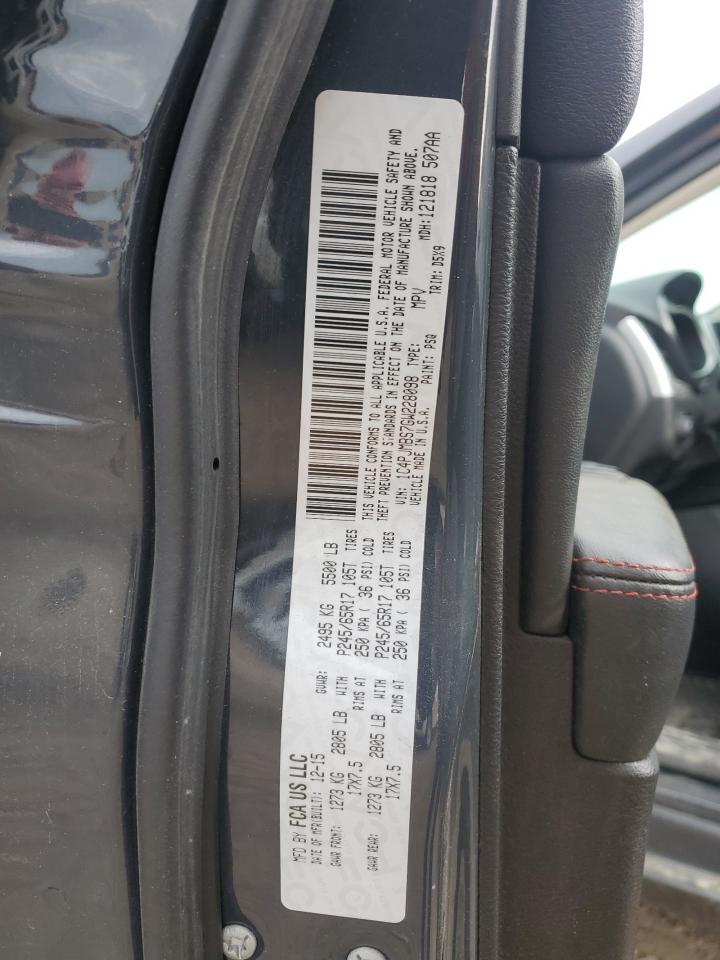 MFD BY FCA US LLC
DATE OF MFR(BUILT): 12-15 GVWR: 2495 KG 5500 LB
GAWR FRONT: 1273 KG 2805 LB WITH P245/65R17 105T TIRES
17X7.5 RIMS AT 250 KPA ( 36 PSI) COLD
GAWR REAR: 1273 KG 2805 LB WITH P245/65R17 105T TIRES
17X7.5 RIMS AT 250 KPA ( 36 PSI) COLD
THIS VEHICLE CONFORMS TO ALL APPLICABLE U.S.A. FEDERAL MOTOR VEHICLE SAFETY AND
THEFT PREVENTION STANDARDS IN EFFECT ON THE DATE OF MANUFACTURE SHOWN ABOVE.
VIN: 1C4PJMBS7GW228098 TYPE: MPV MDH:121818 507AA
VEHICLE MADE IN U.S.A. PAINT: PSQ TRIM: D5X9